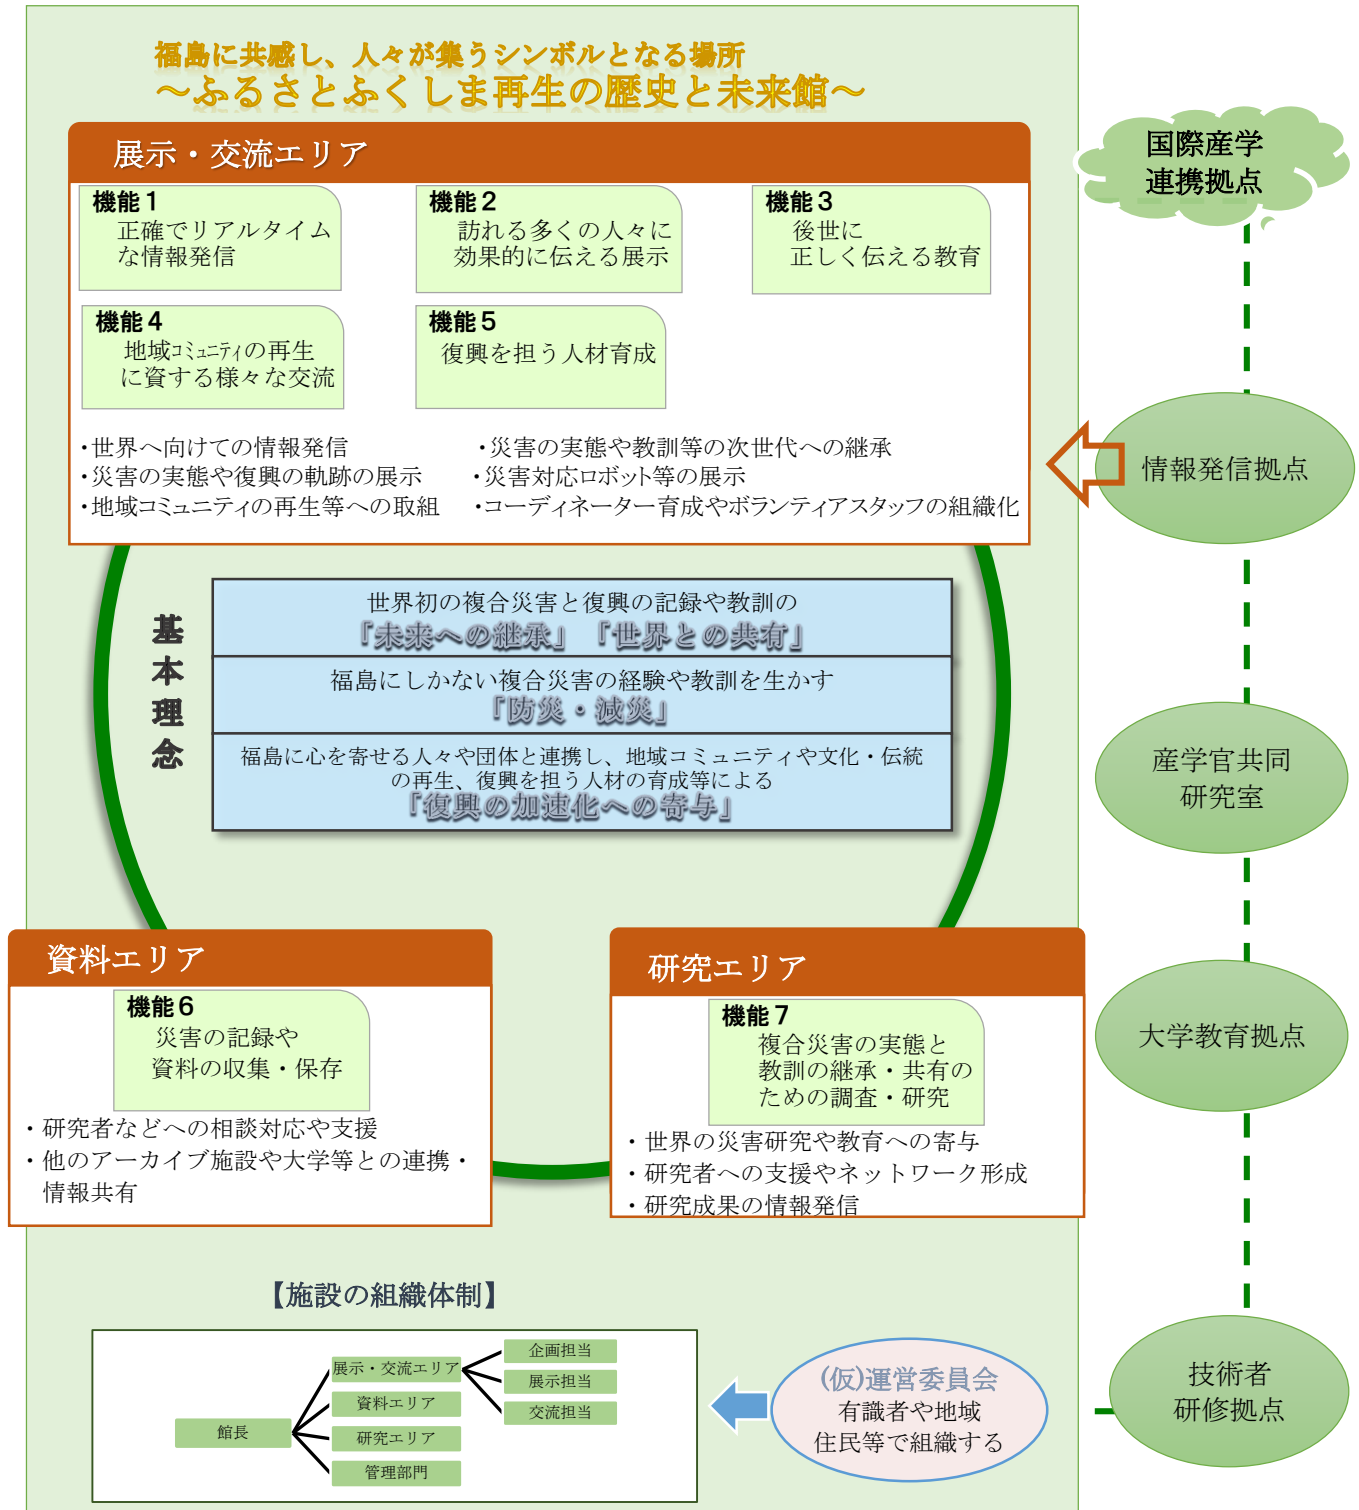 福島に共感し、人々が集うシンボルとなる場所
～ふるさとふくしま再生の歴史と未来館～
展示・交流エリア
機能１
正確でリアルタイム
な情報発信
機能２
訪れる多くの人々に
効果的に伝える展示
機能３
後世に
正しく伝える教育
機能４
地域コミュニティの再生
に資する様々な交流
機能５
復興を担う人材育成
・世界へ向けての情報発信
・災害の実態や復興の軌跡の展示
・地域コミュニティの再生等への取組
・災害の実態や教訓等の次世代への継承
・災害対応ロボット等の展示
・コーディネーター育成やボランティアスタッフの組織化
基本理念
世界初の複合災害と復興の記録や教訓の
『未来への継承』『世界との共有』
福島にしかない複合災害の経験や教訓を生かす
『防災・減災』
福島に心を寄せる人々や団体と連携し、地域コミュニティや文化・伝統
の再生、復興を担う人材の育成等による
『復興の加速化への寄与』
資料エリア
機能６
災害の記録や
資料の収集・保存
・研究者などへの相談対応や支援
・他のアーカイブ施設や大学等との連携・
情報共有
研究エリア
機能７
複合災害の実態と
教訓の継承・共有の
ための調査・研究
・世界の災害研究や教育への寄与
・研究者への支援やネットワーク形成
・研究成果の情報発信
【施設の組織体制】
館長
展示・交流エリア
資料エリア
研究エリア
管理部門
企画担当
展示担当
交流担当
(仮)運営委員会
有識者や地域
住民等で組織する
国際産学
連携拠点
情報発信拠点
産学官共同
研究室
大学教育拠点
技術者
研修拠点